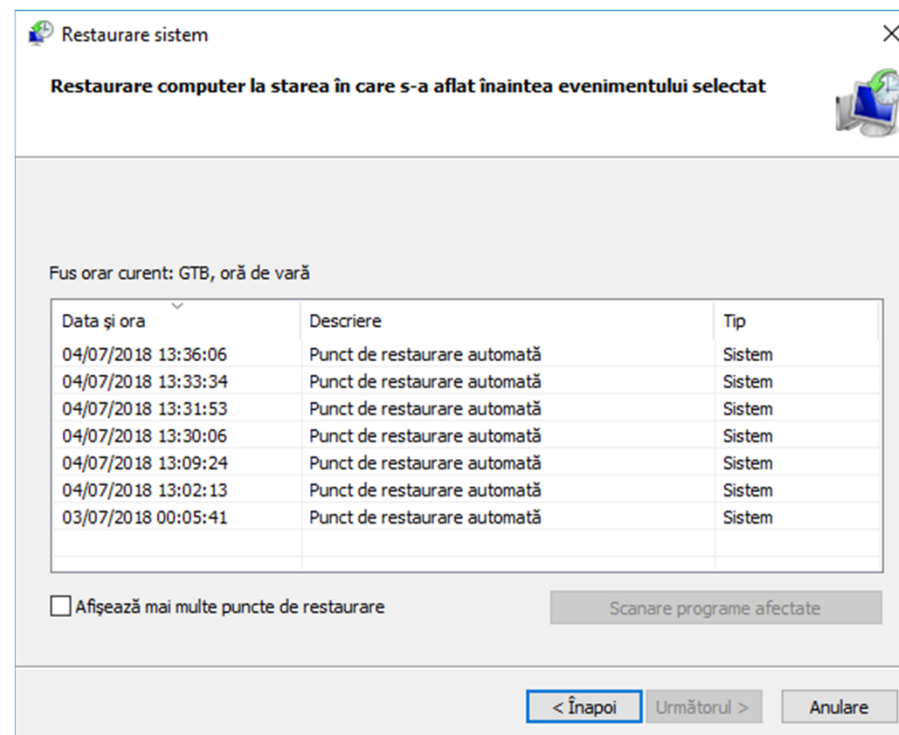 Restaurare sistem
Restaurare computer la starea în care s-a aflat înaintea evenimentului selectat
Fus orar curent: GTB, oră de vară
Data și ora Descriere Tip
04/07/2018 13:36:06 Punct de restaurare automată Sistem
04/07/2018 13:33:34 Punct de restaurare automată Sistem
04/07/2018 13:31:53 Punct de restaurare automată Sistem
04/07/2018 13:30:06 Punct de restaurare automată Sistem
04/07/2018 13:09:24 Punct de restaurare automată Sistem
04/07/2018 13:02:13 Punct de restaurare automată Sistem
03/07/2018 00:05:41 Punct de restaurare automată Sistem
Afişează mai multe puncte de restaurare Scanare programe afectate
< Înapoi Următorul > Anulare